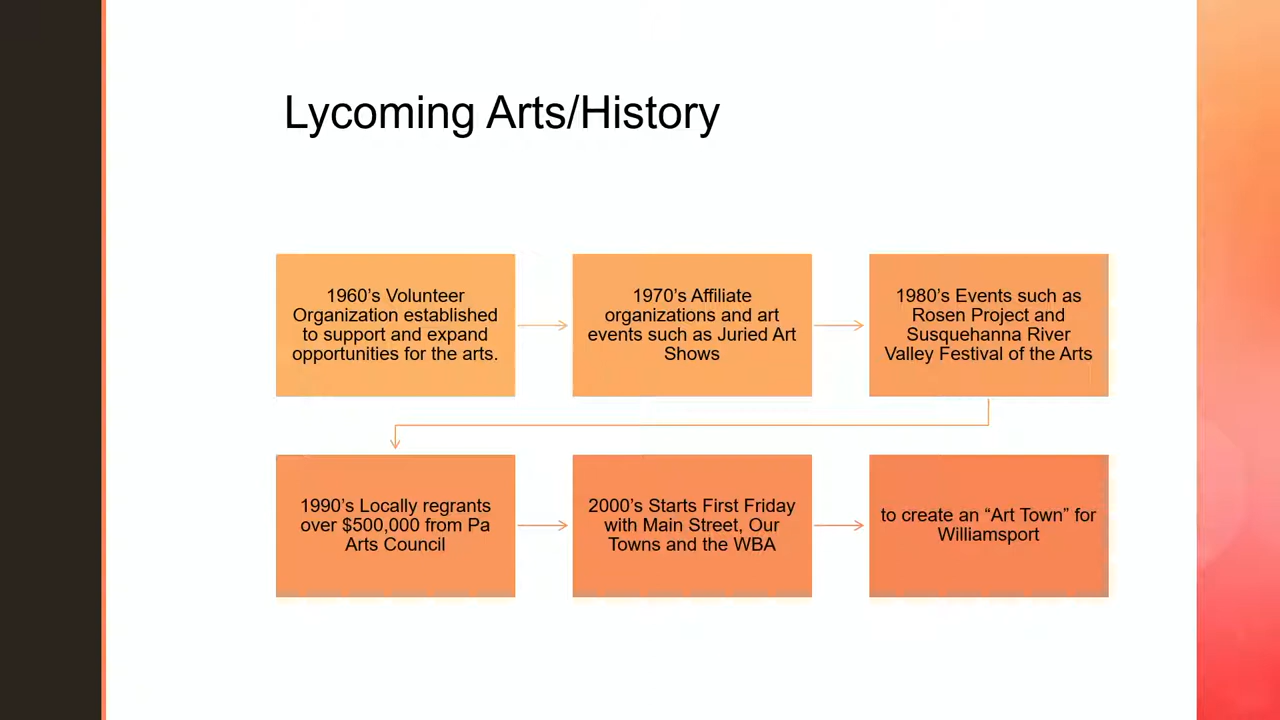 Lycoming Arts/History
1960’s Volunteer
Organization established
to support and expand
opportunities for the arts.
1970’s Affiliate
organizations and art
events such as Juried Art
Shows
1980’s Events such as
Rosen Project and
Susquehanna River
Valley Festival of the Arts
1990’s Locally regrants
over $500,000 from Pa
Arts Council
2000’s Starts First Friday
with Main Street, Our
Towns and the WBA
to create an “Art Town” for
Williamsport